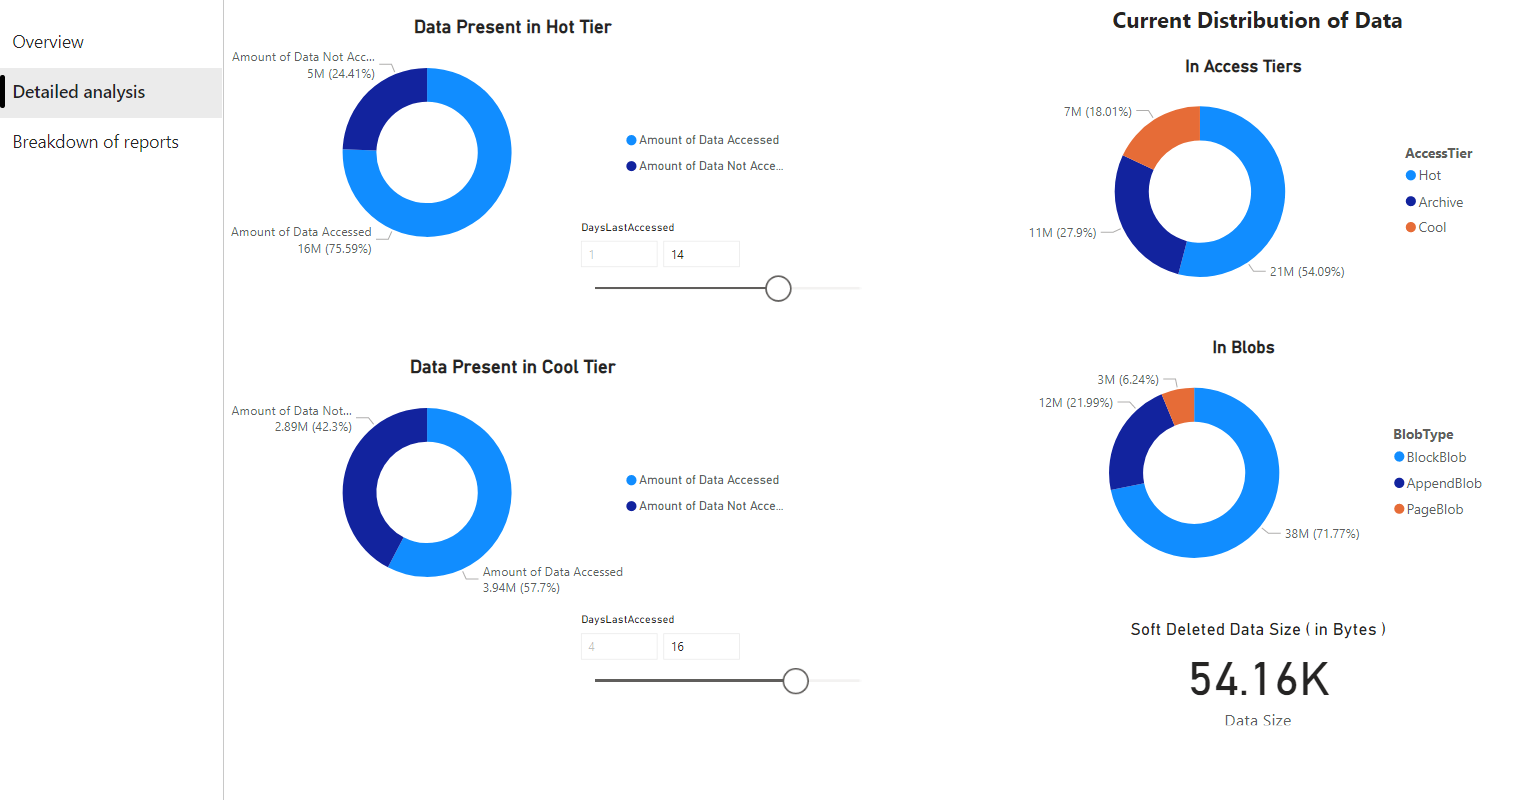 Overview
Detailed analysis
Breakdown of reports
Data Present in Hot Tier
Amount of Data Not Acc...
5M (24.41%)
Amount of Data Accessed
16M (75.59%)
Amount of Data Accessed
Amount of Data Not Acce...
DaysLastAccessed
1
14
Data Present in Cool Tier
Amount of Data Not...
2.89M (42.3%)
Amount of Data Accessed
3.94M (57.7%)
Amount of Data Accessed
Amount of Data Not Acce...
DaysLastAccessed
4
16
Current Distribution of Data
In Access Tiers
7M (18.01%)
11M (27.9%)
21M (54.09%)
AccessTier
Hot
Archive
Cool
In Blobs
3M (6.24%)
12M (21.99%)
38M (71.77%)
BlobType
BlockBlob
AppendBlob
PageBlob
Soft Deleted Data Size ( in Bytes )
54.16K
Data Size